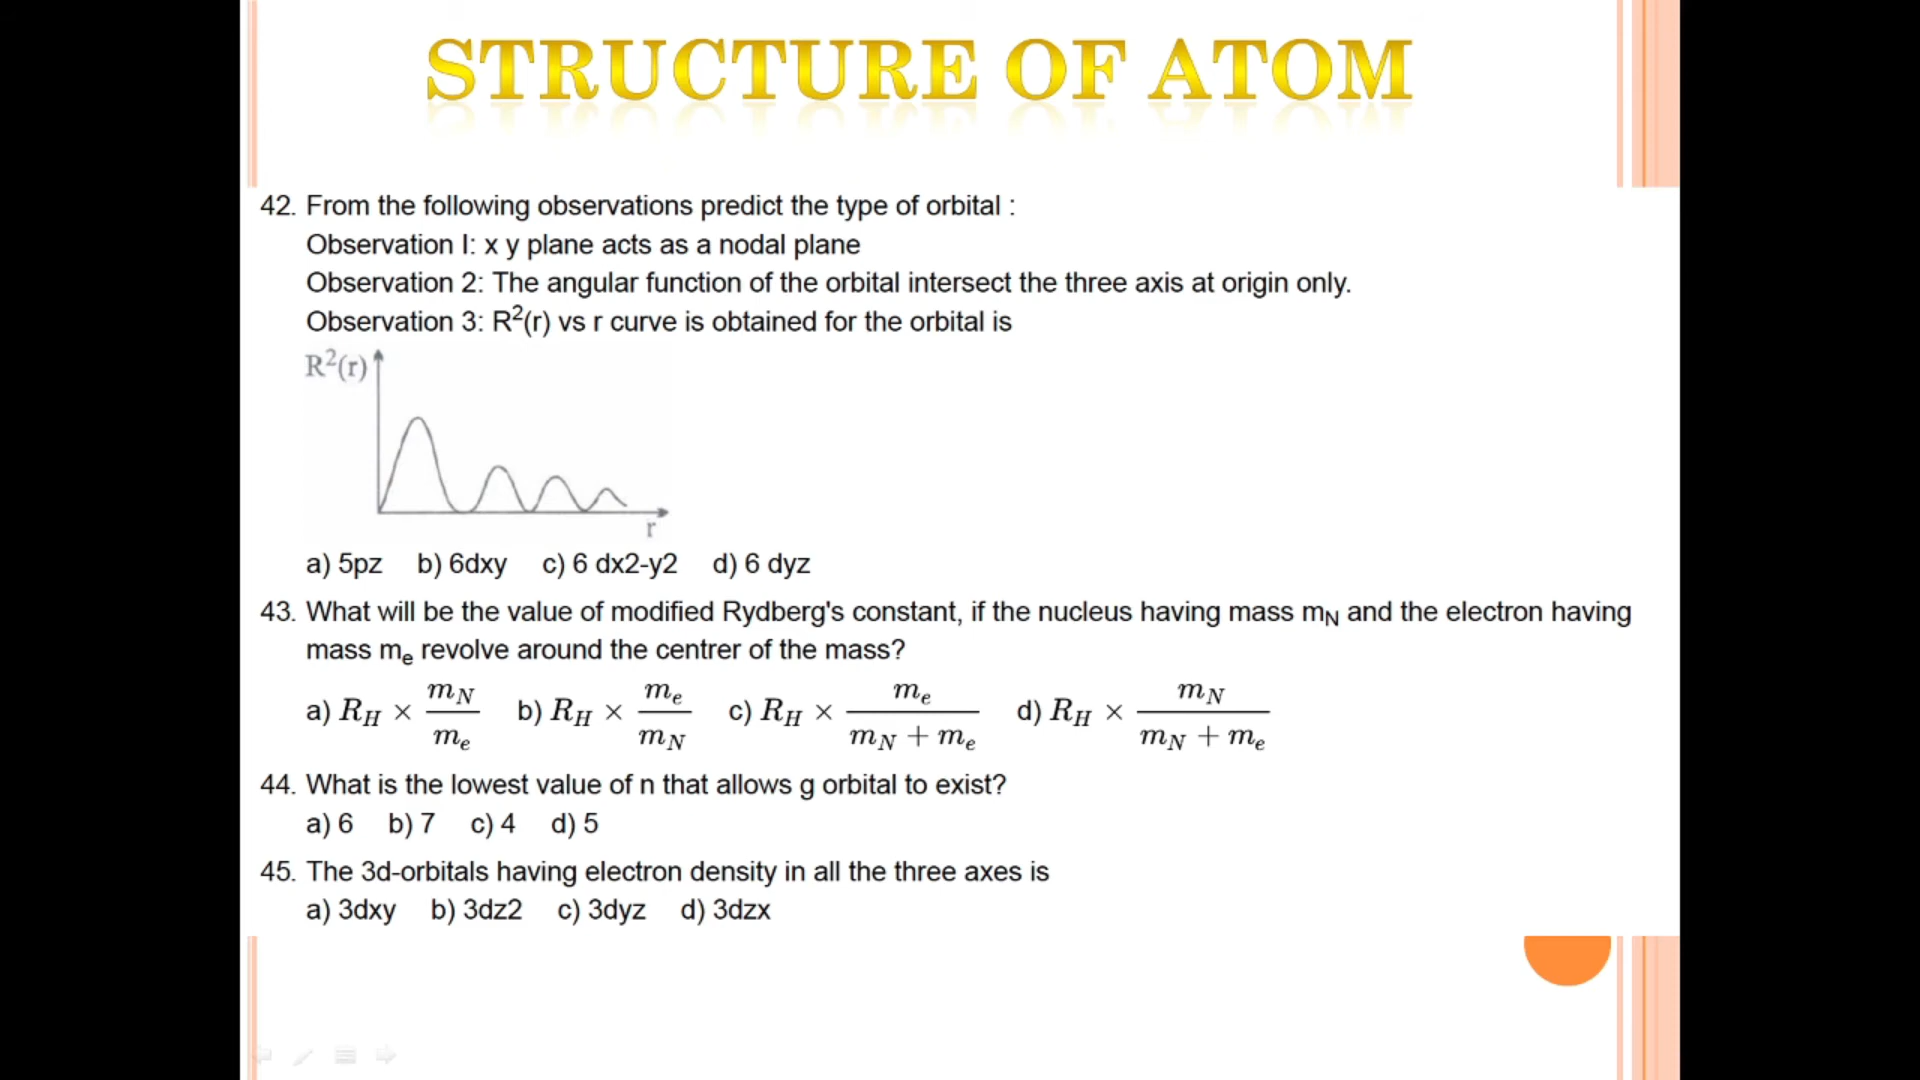 STRUCTURE OF ATOM
42. From the following observations predict the type of orbital :
Observation I: x y plane acts as a nodal plane
Observation 2: The angular function of the orbital intersect the three axis at origin only.
Observation 3: R²(r) vs r curve is obtained for the orbital is
R²(r)
r
a) 5pz b) 6dxy c) 6 dx2-y2 d) 6 dyz
43. What will be the value of modified Rydberg's constant, if the nucleus having mass mN and the electron having
mass me revolve around the centrer of the mass?
a) R_H × m_N/m_e b) R_H × m_e/m_N c) R_H × m_e/(m_N + m_e) d) R_H × m_N/(m_N + m_e)
44. What is the lowest value of n that allows g orbital to exist?
a) 6 b) 7 c) 4 d) 5
45. The 3d-orbitals having electron density in all the three axes is
a) 3dxy b) 3dz2 c) 3dyz d) 3dzx